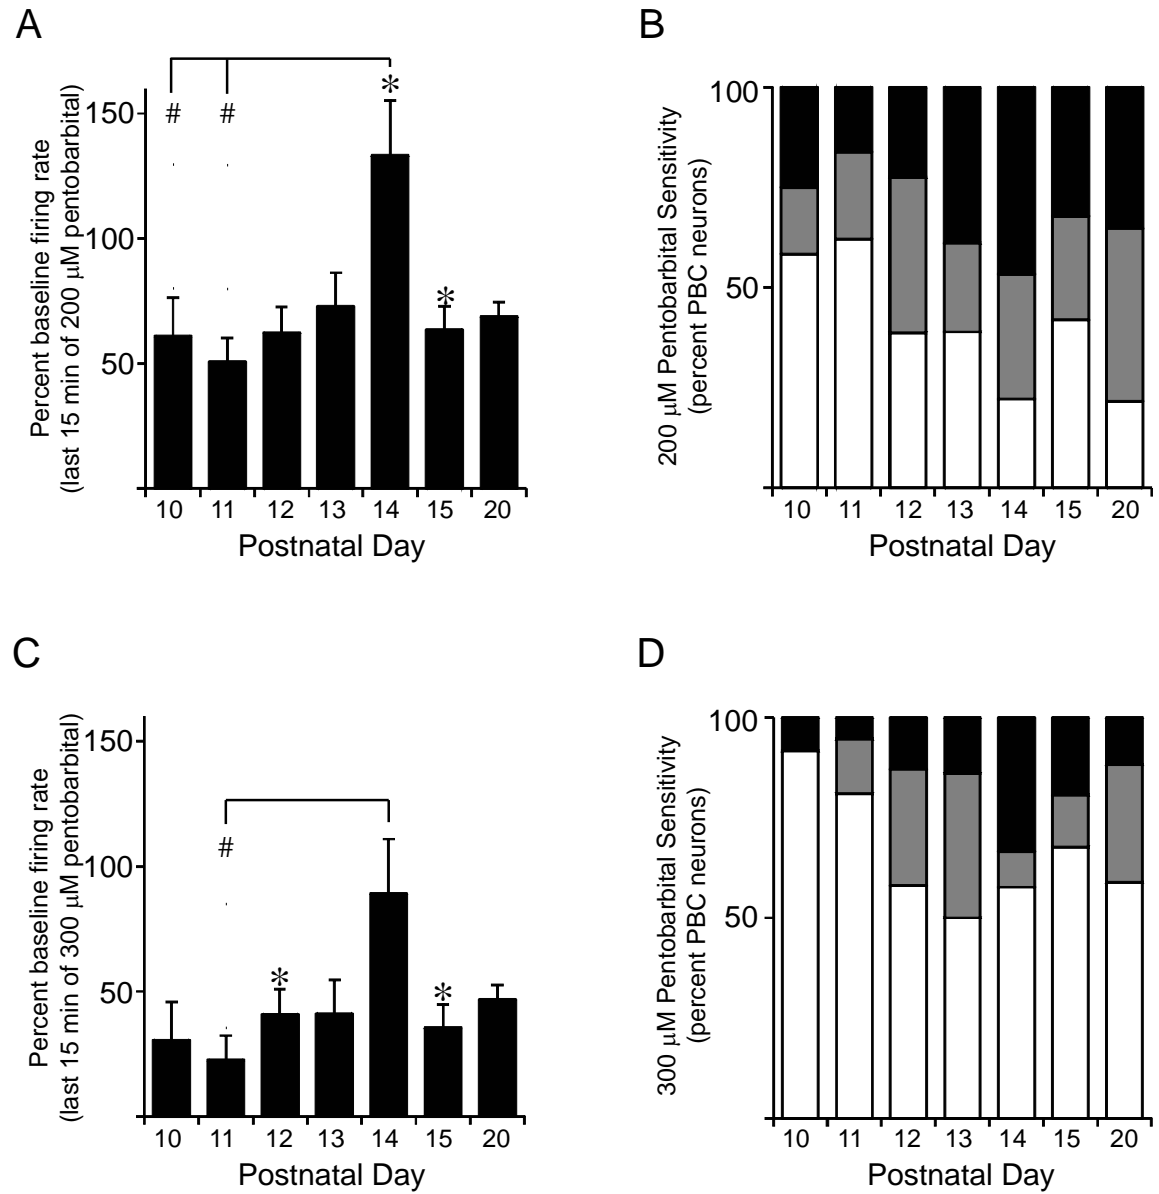 A
Percent baseline firing rate
(last 15 min of 200 µM pentobarbital)
150
100
50
# #
*
*
10 11 12 13 14 15 20
Postnatal Day
B
200 µM Pentobarbital Sensitivity
(percent PBC neurons)
100
50
10 11 12 13 14 15 20
Postnatal Day
C
Percent baseline firing rate
(last 15 min of 300 µM pentobarbital)
150
100
50
#
* *
10 11 12 13 14 15 20
Postnatal Day
D
300 µM Pentobarbital Sensitivity
(percent PBC neurons)
100
50
10 11 12 13 14 15 20
Postnatal Day